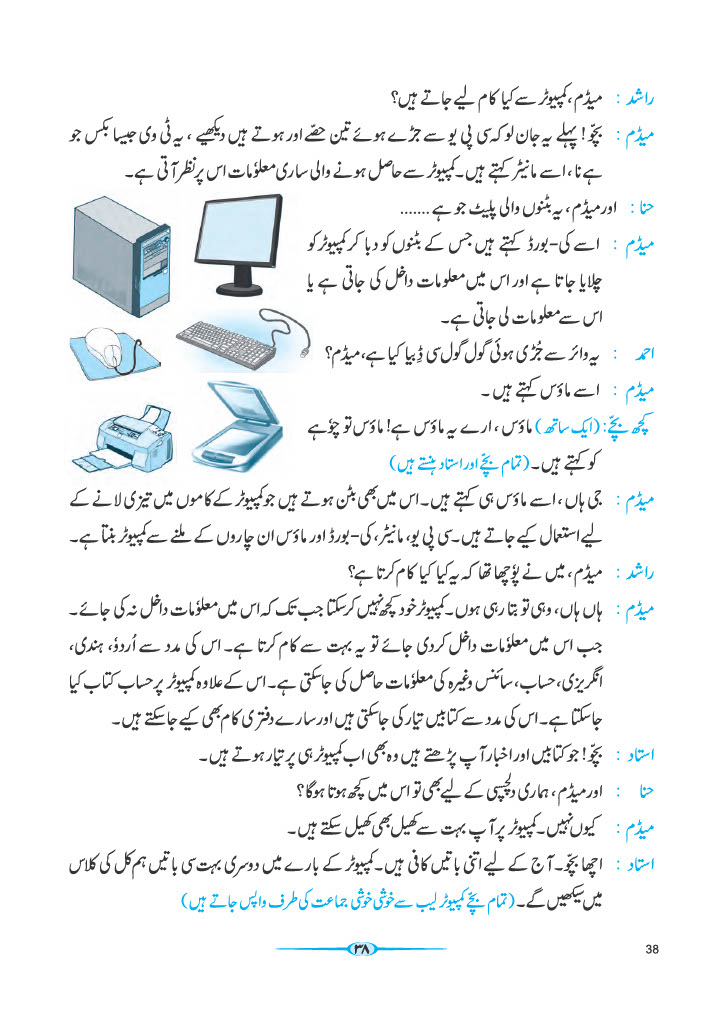 راشد : میڈم، کمپیوٹر سے کیا کام لیے جاتے ہیں؟
میڈم : بچّو! پہلے یہ جان لو کہ سی پی یو سے جڑے ہوئے تین حصّے اور ہوتے ہیں دیکھیے، یہ ٹی وی جیسا بکس جو
ہے نا، اسے مانیٹر کہتے ہیں۔ کمپیوٹر سے حاصل ہونے والی ساری معلوٗمات اس پر نظر آتی ہے۔
حنا : اور میڈم، یہ بٹنوں والی پلیٹ جو ہے .......
میڈم : اسے کی-بورڈ کہتے ہیں جس کے بٹنوں کو دبا کر کمپیوٹر کو
چلایا جاتا ہے اور اس میں معلومات داخل کی جاتی ہے یا
اس سے معلومات لی جاتی ہے۔
احمد : یہ وائر سے جُڑی ہوئی گول گول سی ڈِبیا کیا ہے، میڈم؟
میڈم : اسے ماؤس کہتے ہیں۔
کچھ بچّے: (ایک ساتھ) ماؤس، ارے یہ ماؤس ہے! ماؤس تو چوٗہے
کو کہتے ہیں۔ (تمام بچّے اور استاد ہنستے ہیں)
میڈم : جی ہاں، اسے ماؤس ہی کہتے ہیں۔ اس میں بھی بٹن ہوتے ہیں جو کمپیوٹر کے کاموں میں تیزی لانے کے
لیے استعمال کیے جاتے ہیں۔ سی پی یو، مانیٹر، کی-بورڈ اور ماؤس ان چاروں کے ملنے سے کمپیوٹر بنتا ہے۔
راشد : میڈم، میں نے پوٗچھا تھا کہ یہ کیا کیا کام کرتا ہے؟
میڈم : ہاں ہاں، وہی تو بتا رہی ہوں۔ کمپیوٹر خود کچھ نہیں کرسکتا جب تک کہ اس میں معلوٗمات داخل نہ کی جائے۔
جب اس میں معلوٗمات داخل کردی جائے تو یہ بہت سے کام کرتا ہے۔ اس کی مدد سے اُردوٗ، ہندی،
انگریزی، حساب، سائنس وغیرہ کی معلوٗمات حاصل کی جاسکتی ہے۔ اس کے علاوہ کمپیوٹر پر حساب کتاب کیا
جاسکتا ہے۔ اس کی مدد سے کتابیں تیار کی جاسکتی ہیں اور سارے دفتری کام بھی کیے جاسکتے ہیں۔
استاد : بچّو! جو کتابیں اور اخبار آپ پڑھتے ہیں وہ بھی اب کمپیوٹر ہی پر تیّار ہوتے ہیں۔
حنا : اور میڈم، ہماری دلچسپی کے لیے بھی تو اس میں کچھ ہوتا ہوگا؟
میڈم : کیوں نہیں۔ کمپیوٹر پر آپ بہت سے کھیل بھی کھیل سکتے ہیں۔
استاد : اچھا بچّو۔ آج کے لیے اتنی باتیں کافی ہیں۔ کمپیوٹر کے بارے میں دوسری بہت سی باتیں ہم کل کی کلاس
میں سیکھیں گے۔ (تمام بچّے کمپیوٹر لیب سے خوشی خوشی جماعت کی طرف واپس جاتے ہیں)
۳۸
38